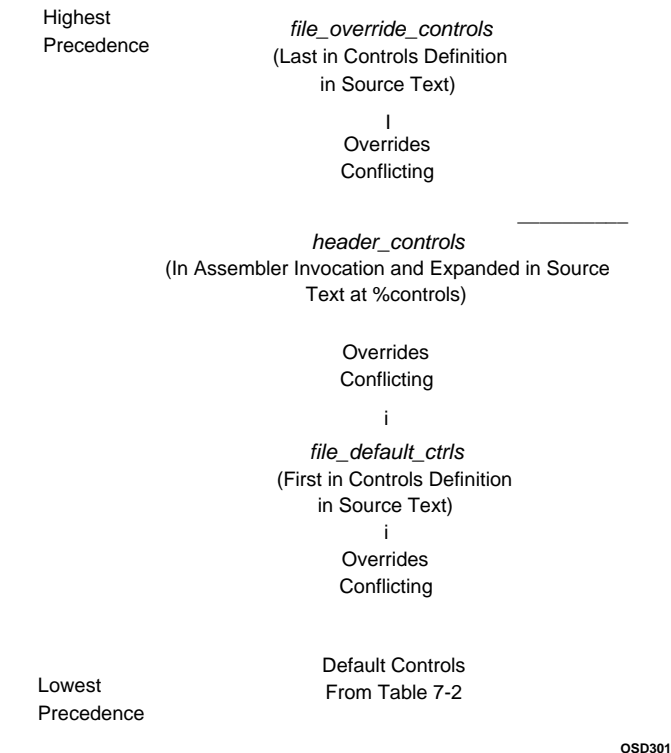 Highest
Precedence
file_override_controls
(Last in Controls Definition
in Source Text)
I
Overrides
Conflicting
header_controls
(In Assembler Invocation and Expanded in Source
Text at %controls)
Overrides
Conflicting
i
file_default_ctrls
(First in Controls Definition
in Source Text)
i
Overrides
Conflicting
Default Controls
From Table 7-2
Lowest
Precedence
OSD301